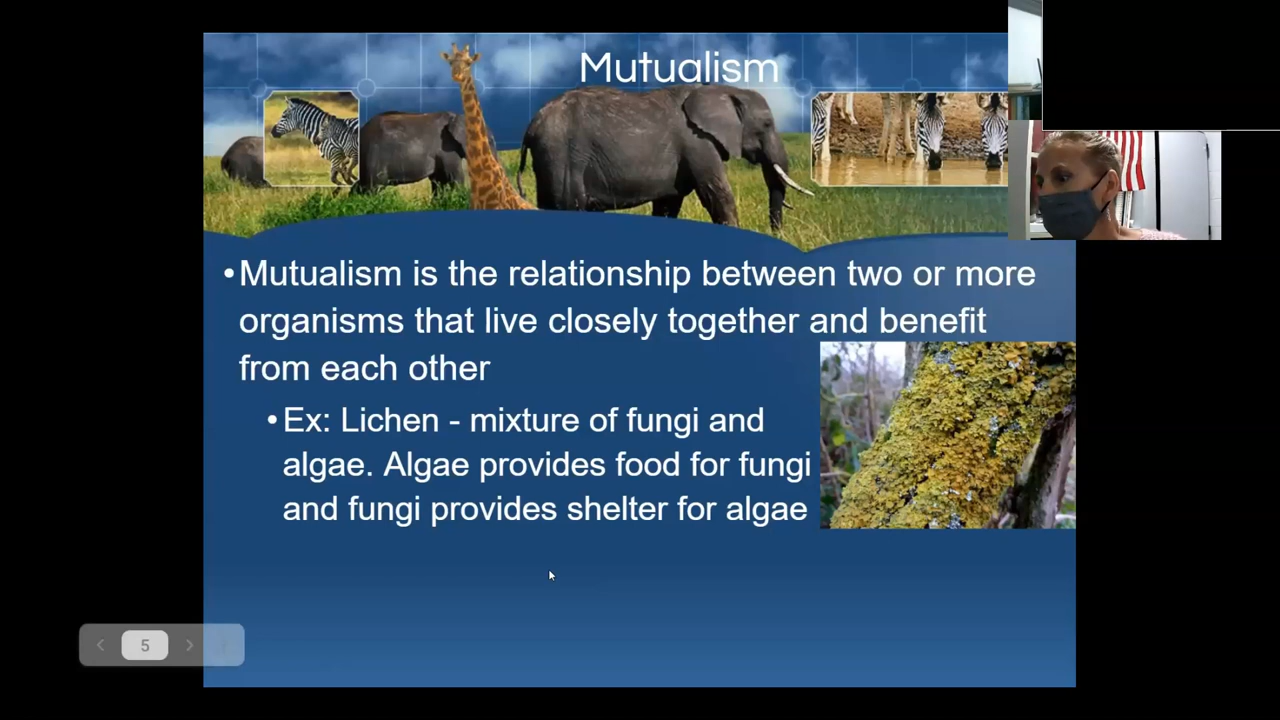 Mutualism
•Mutualism is the relationship between two or more
organisms that live closely together and benefit
from each other
•Ex: Lichen - mixture of fungi and
algae. Algae provides food for fungi
and fungi provides shelter for algae
5